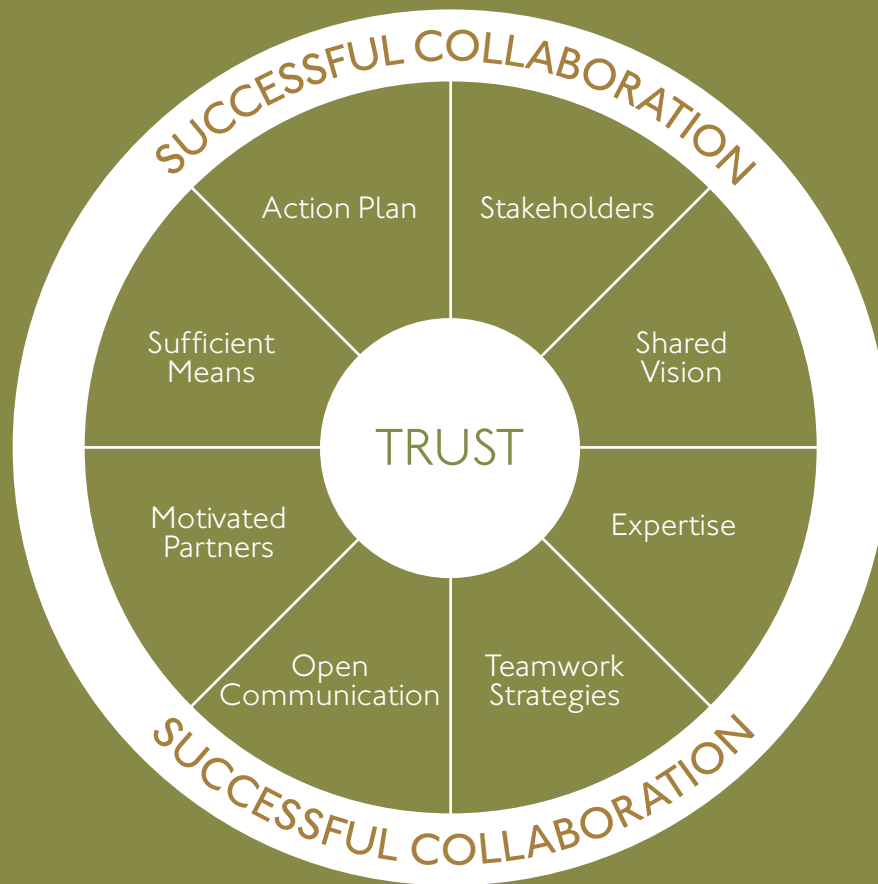 SUCCESSFUL COLLABORATION
Action Plan
Stakeholders
Sufficient
Means
Shared
Vision
TRUST
Motivated
Partners
Expertise
Open
Communication
Teamwork
Strategies
SUCCESSFUL COLLABORATION